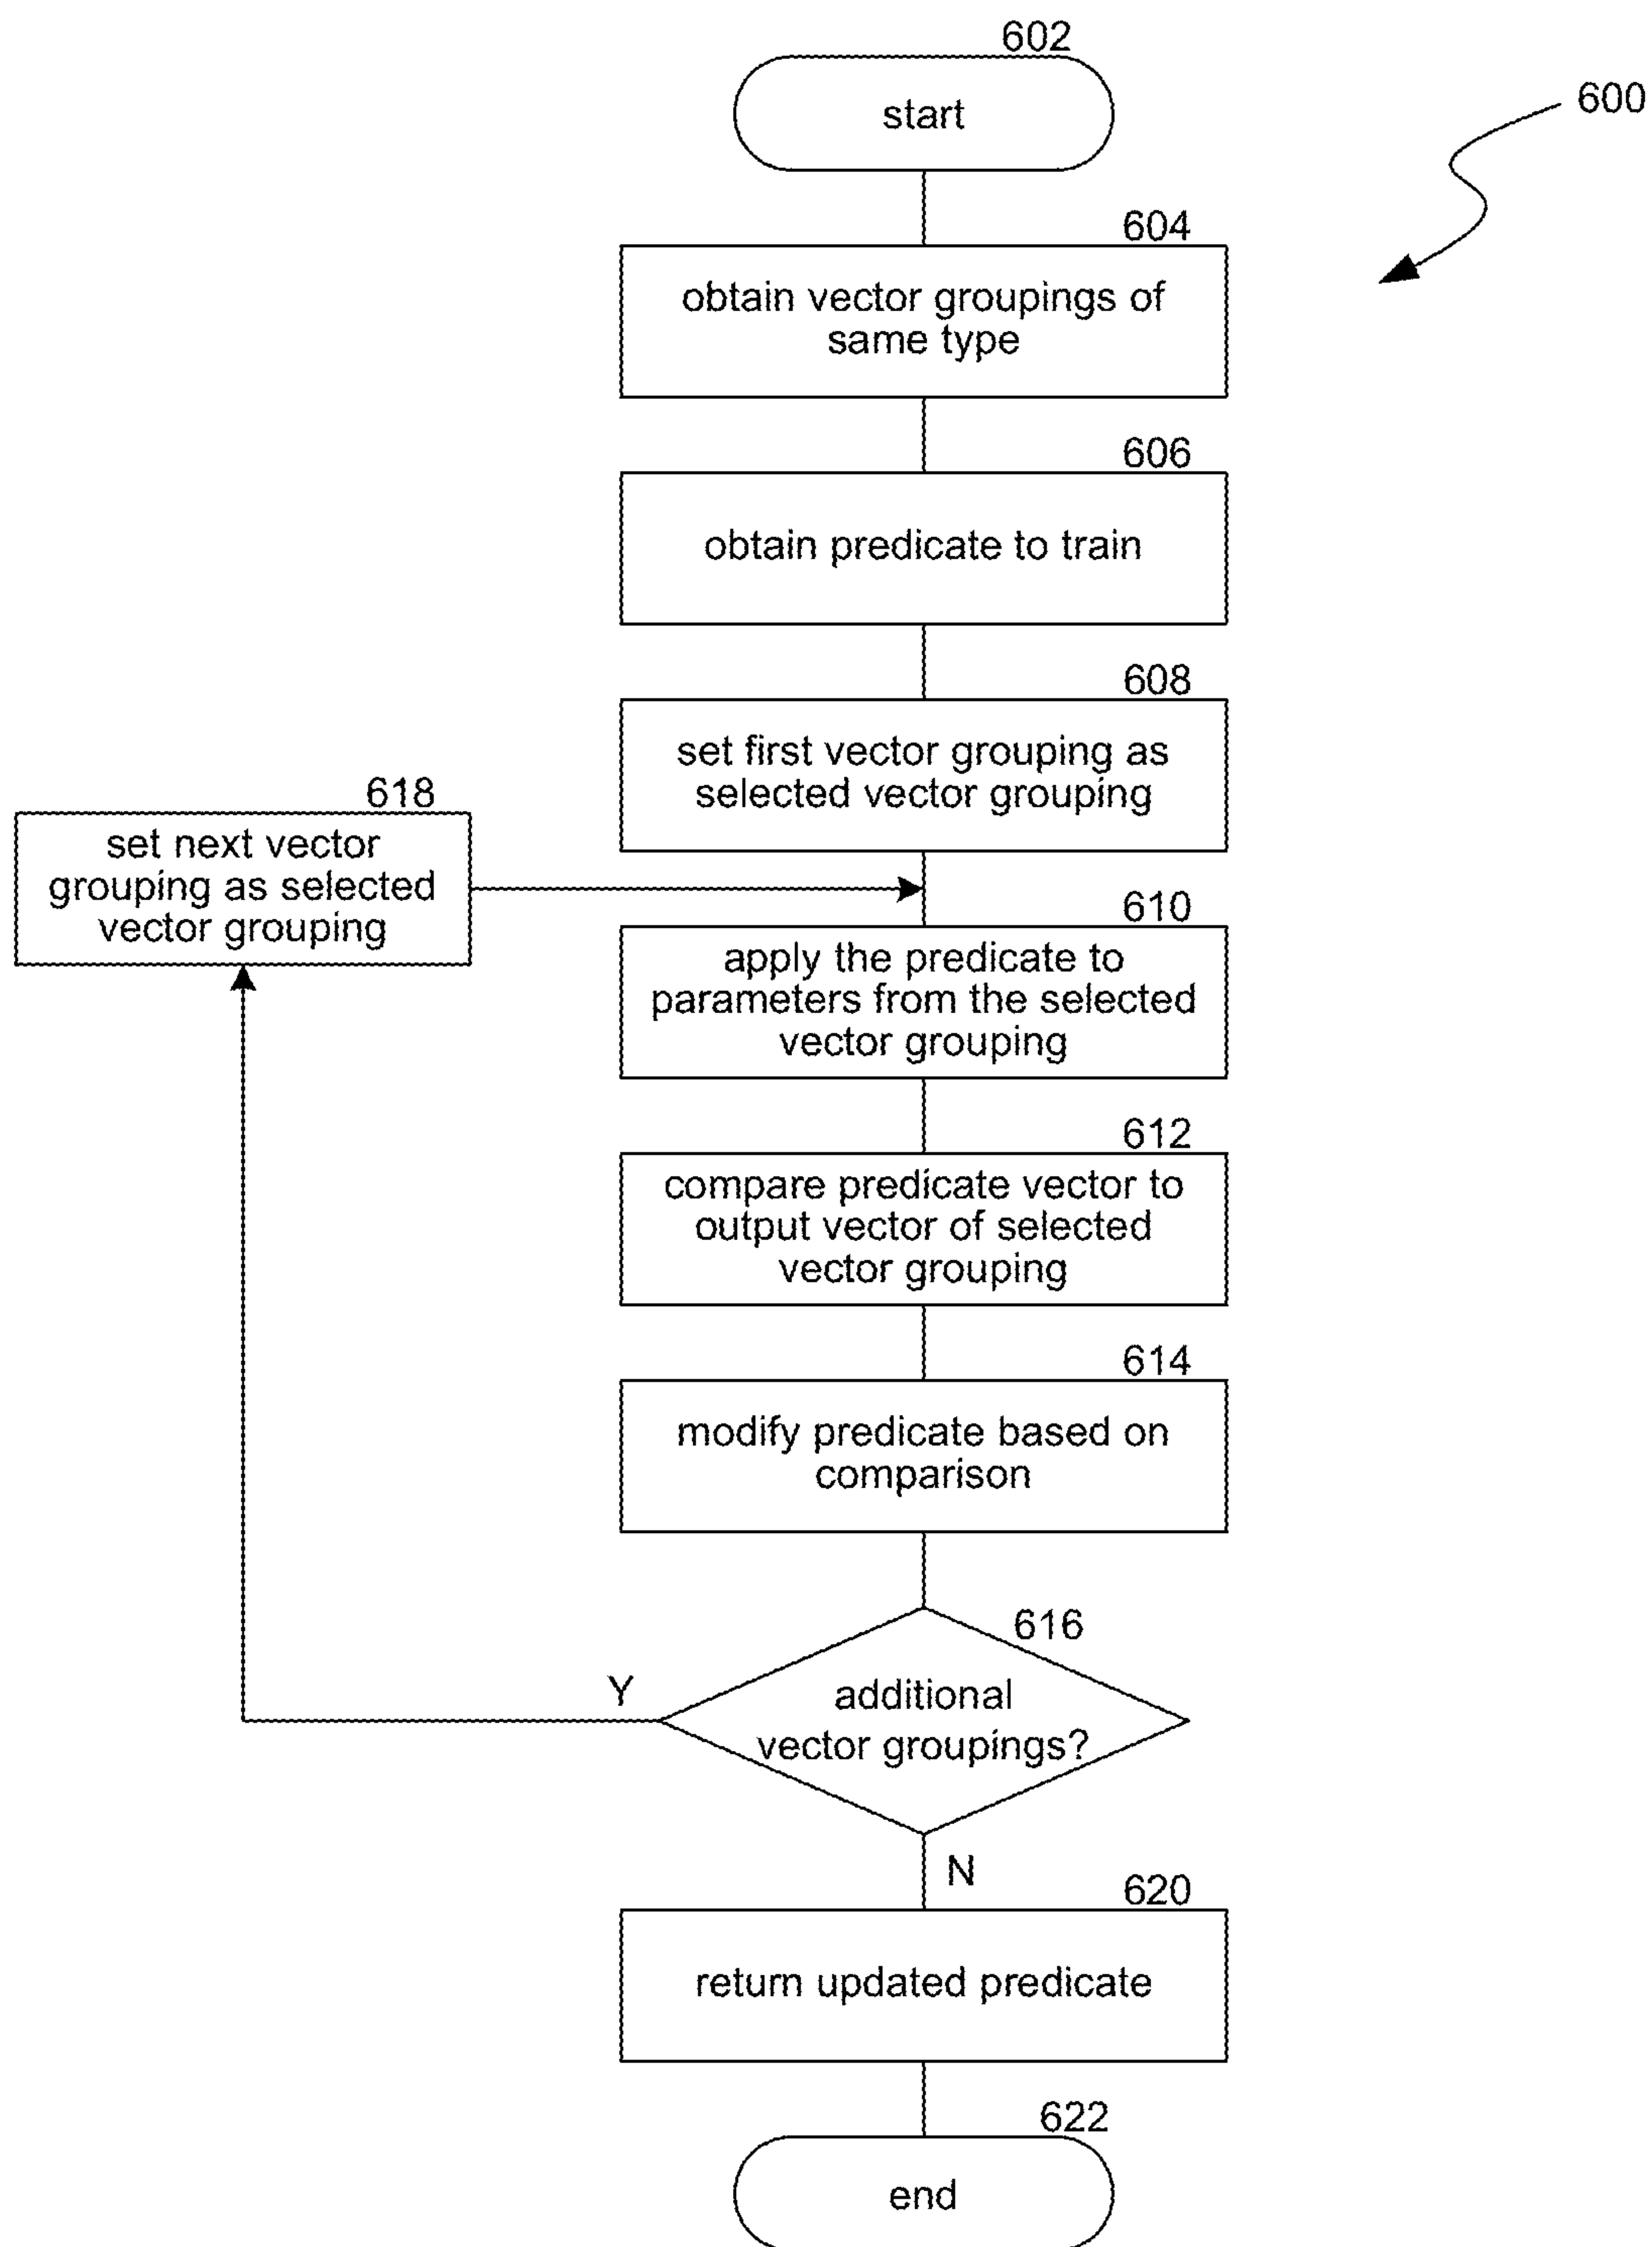 602
start
600
604
obtain vector groupings of
same type
606
obtain predicate to train
608
set first vector grouping as
selected vector grouping
618
set next vector
grouping as selected
vector grouping
610
apply the predicate to
parameters from the selected
vector grouping
612
compare predicate vector to
output vector of selected
vector grouping
614
modify predicate based on
comparison
616
additional
vector groupings?
Y
N
620
return updated predicate
622
end